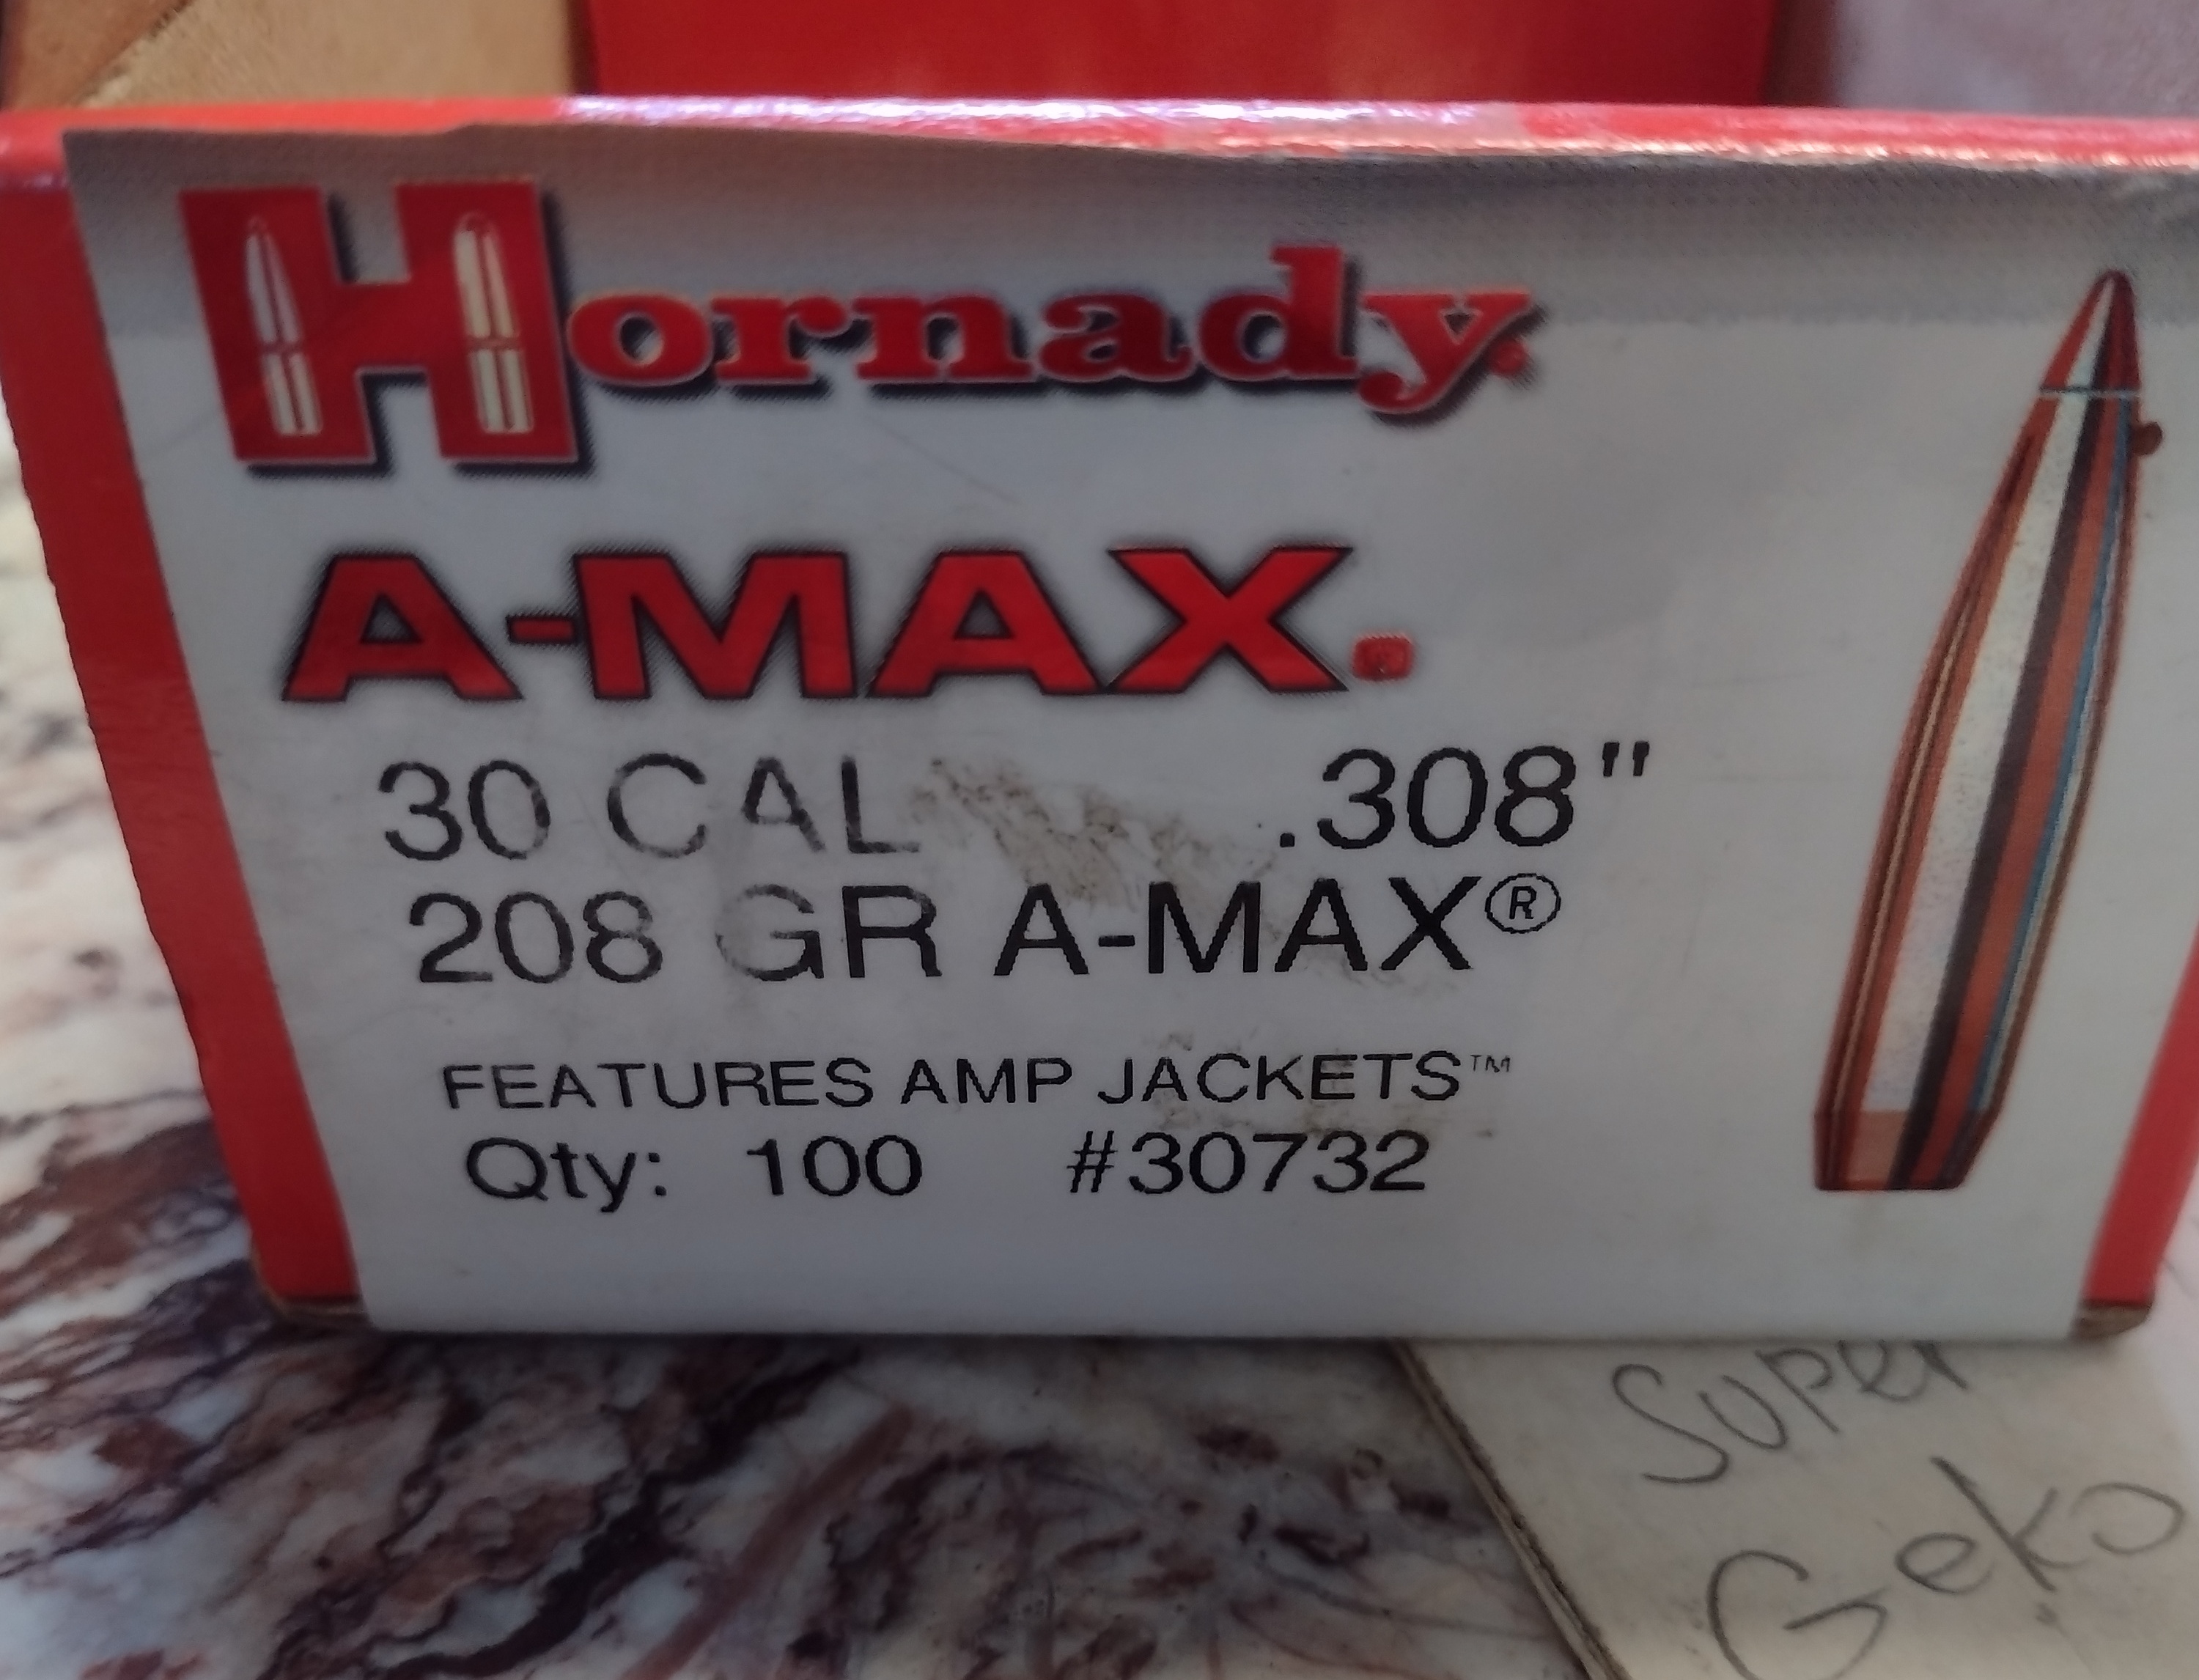 Hornady.
A-MAX.®
30 CAL .308"
208 GR A-MAX®
FEATURES AMP JACKETS™
Qty: 100 #30732
Super
Geko